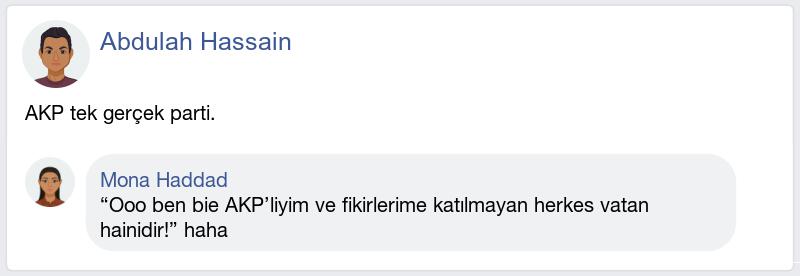 Abdulah Hassain
AKP tek gerçek parti.
Mona Haddad
“Ooo ben bie AKP’liyim ve fikirlerime katılmayan herkes vatan
hainidir!” haha